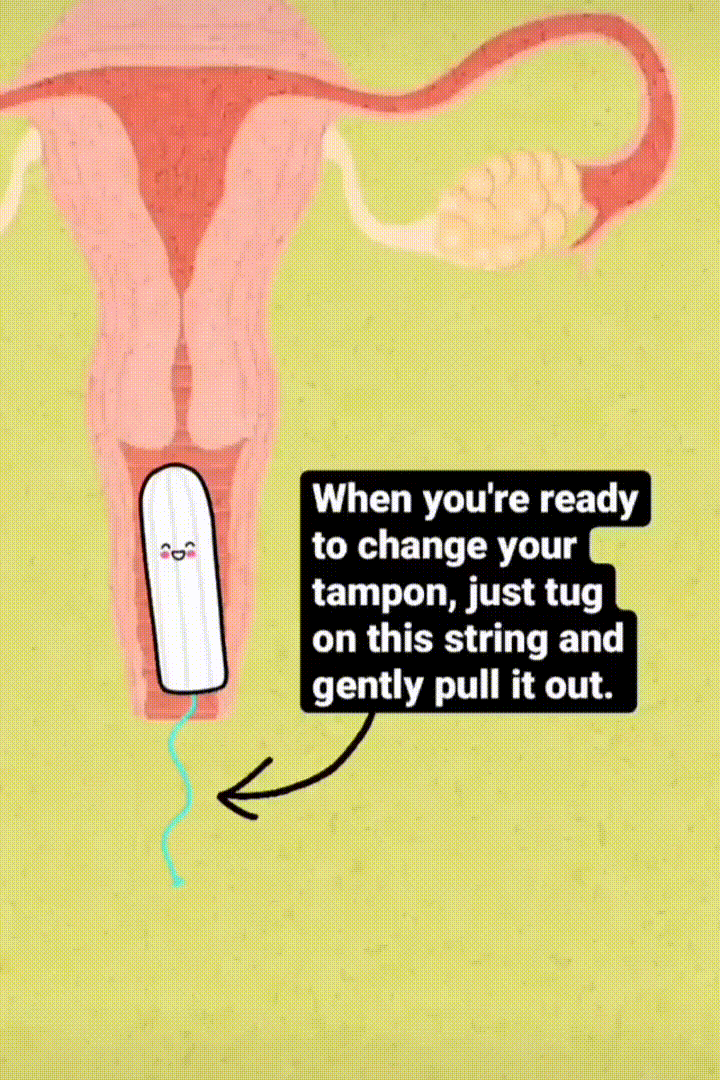 When you're ready
to change your
tampon, just tug
on this string and
gently pull it out.